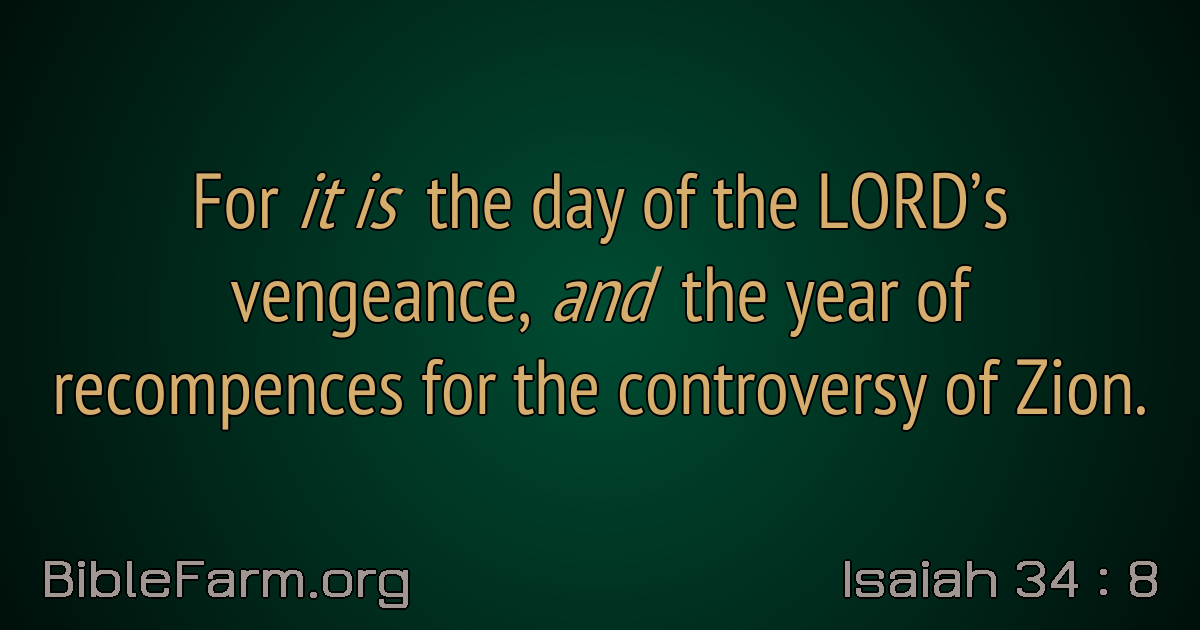 For it is the day of the LORD’s
vengeance, and the year of
recompences for the controversy of Zion.
BibleFarm.org
Isaiah 34 : 8